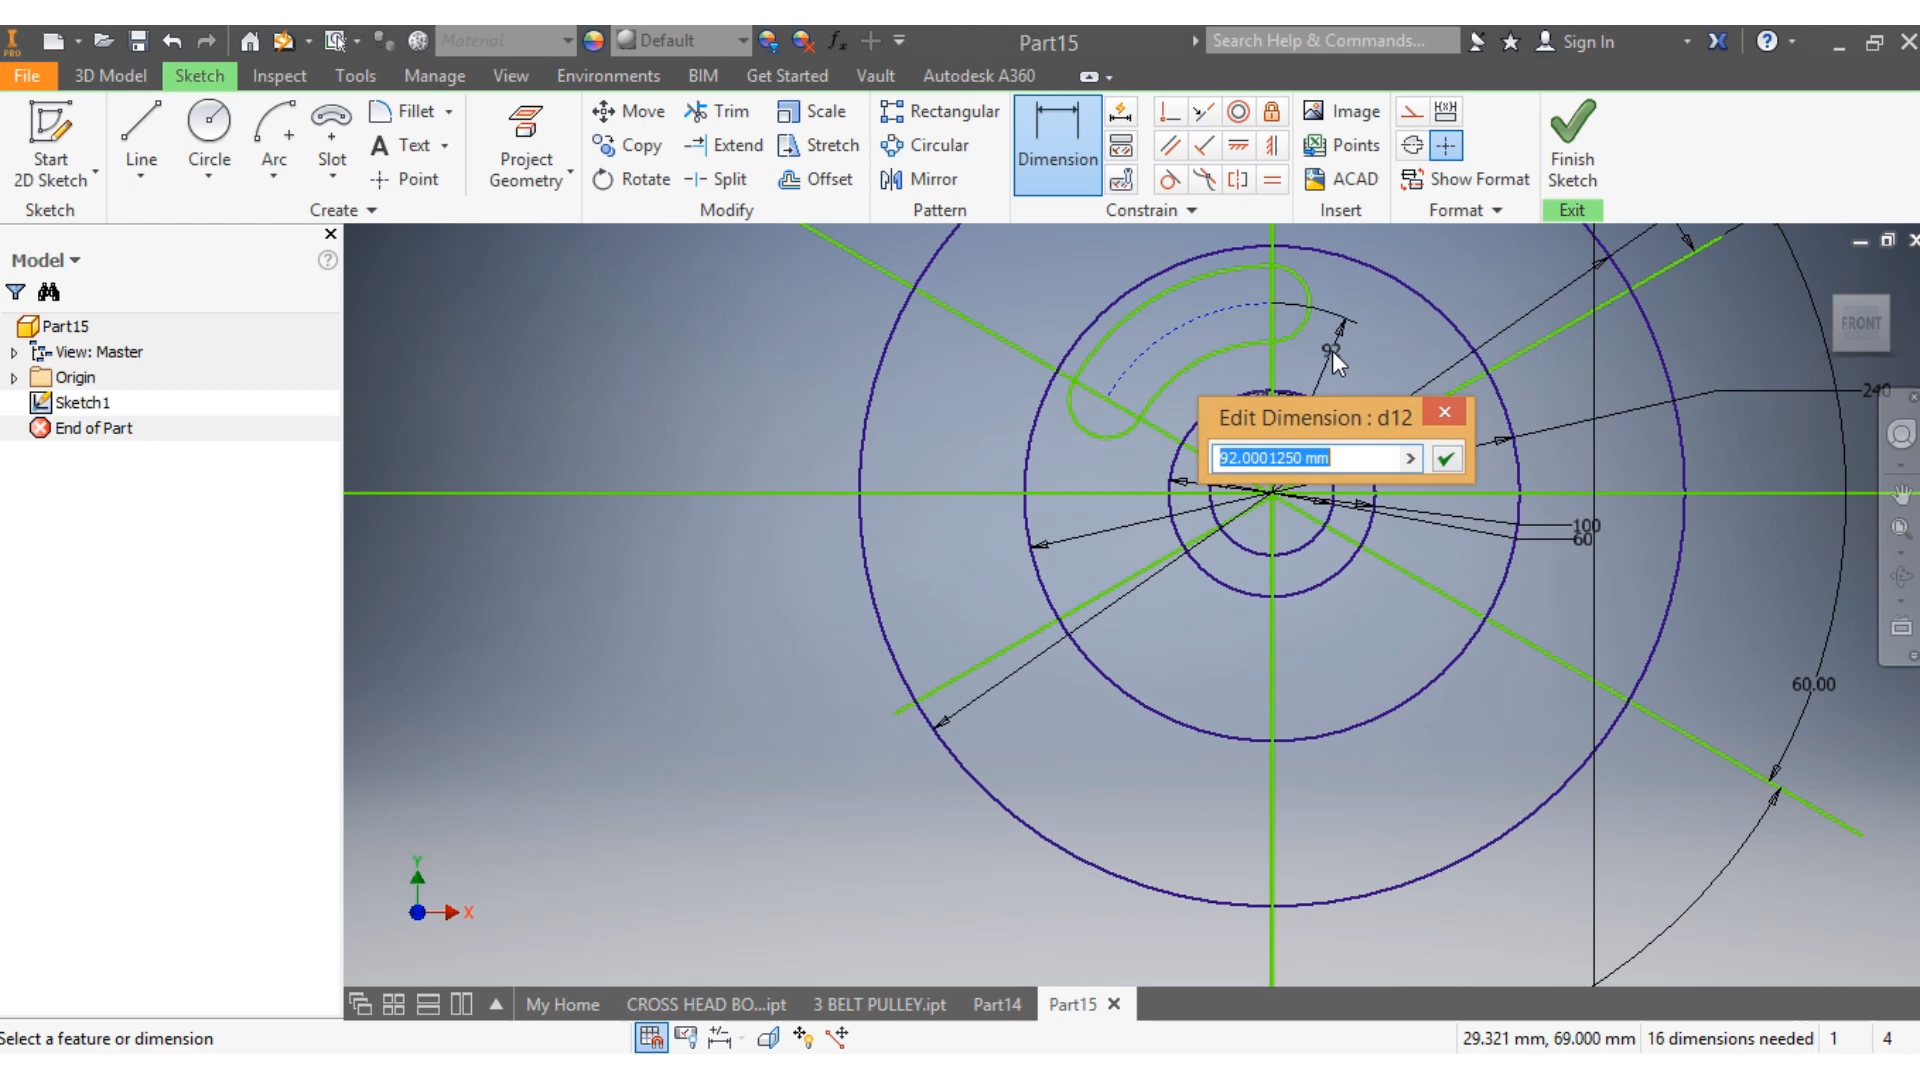 PRO
Material
Default
fx
Part15
Search Help & Commands...
Sign In
File
3D Model
Sketch
Inspect
Tools
Manage
View
Environments
BIM
Get Started
Vault
Autodesk A360
Start
2D Sketch
Line
Circle
Arc
Slot
Fillet
Text
Point
Project
Geometry
Move
Copy
Rotate
Trim
Extend
Split
Scale
Stretch
Offset
Rectangular
Circular
Mirror
Dimension
Image
Points
ACAD
Show Format
Finish
Sketch
Sketch
Create
Modify
Pattern
Constrain
Insert
Format
Exit
Model
Part15
View: Master
Origin
Sketch1
End of Part
FRONT
92
240
Edit Dimension : d12
92.0001250 mm
100
60
60.00
Y
X
My Home
CROSS HEAD BO...ipt
3 BELT PULLEY.ipt
Part14
Part15
Select a feature or dimension
29.321 mm, 69.000 mm
16 dimensions needed
1
4